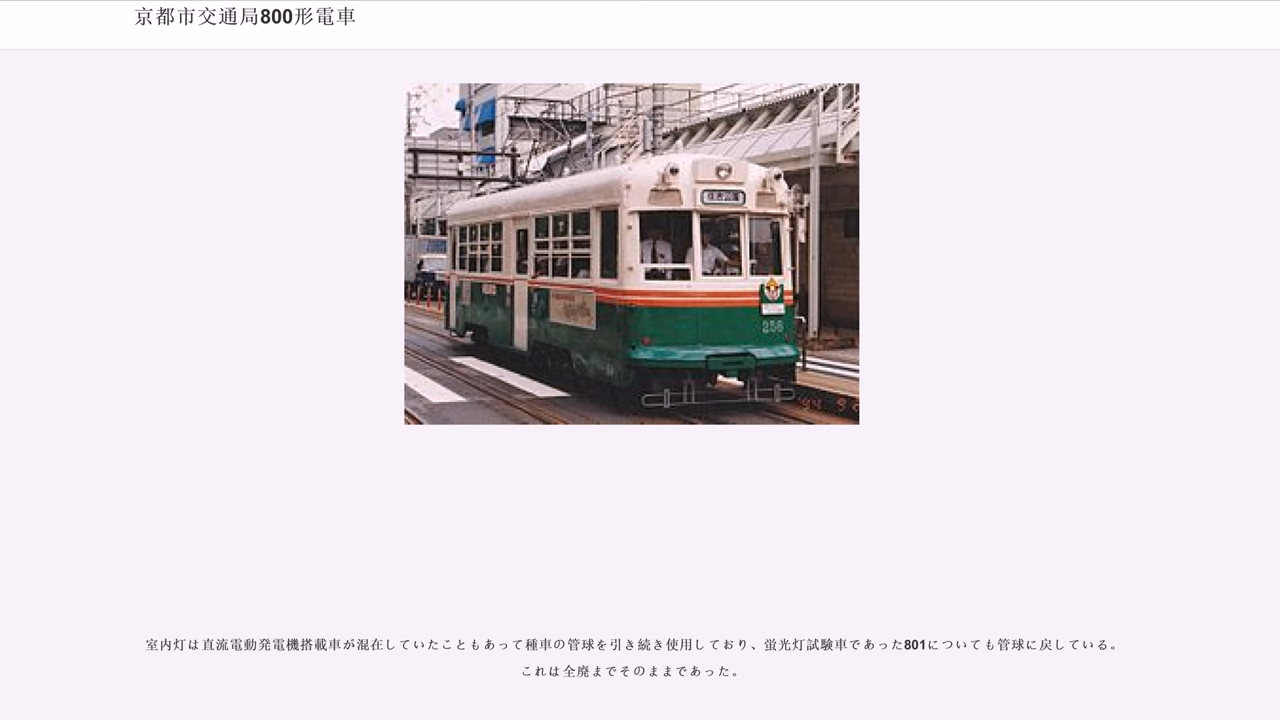 京都市交通局800形電車
256
室内灯は直流電動発電機搭載車が混在していたこともあって種車の管球を引き続き使用しており、蛍光灯試験車であった801についても管球に戻している。
これは全廃までそのままであった。